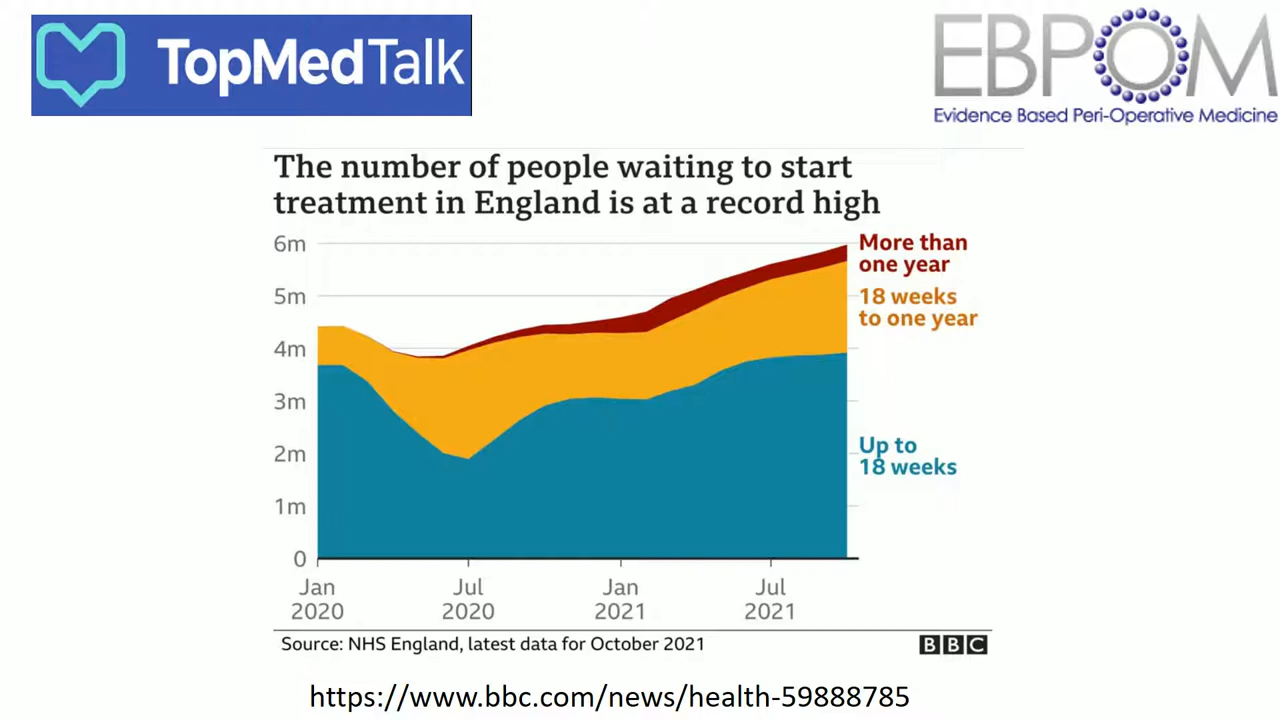 TopMedTalk
EBPOM
Evidence Based Peri-Operative Medicine
The number of people waiting to start
treatment in England is at a record high
6m
5m
4m
3m
2m
1m
0
More than
one year
18 weeks
to one year
Up to
18 weeks
Jan
2020
Jul
2020
Jan
2021
Jul
2021
Source: NHS England, latest data for October 2021
BBC
https://www.bbc.com/news/health-59888785